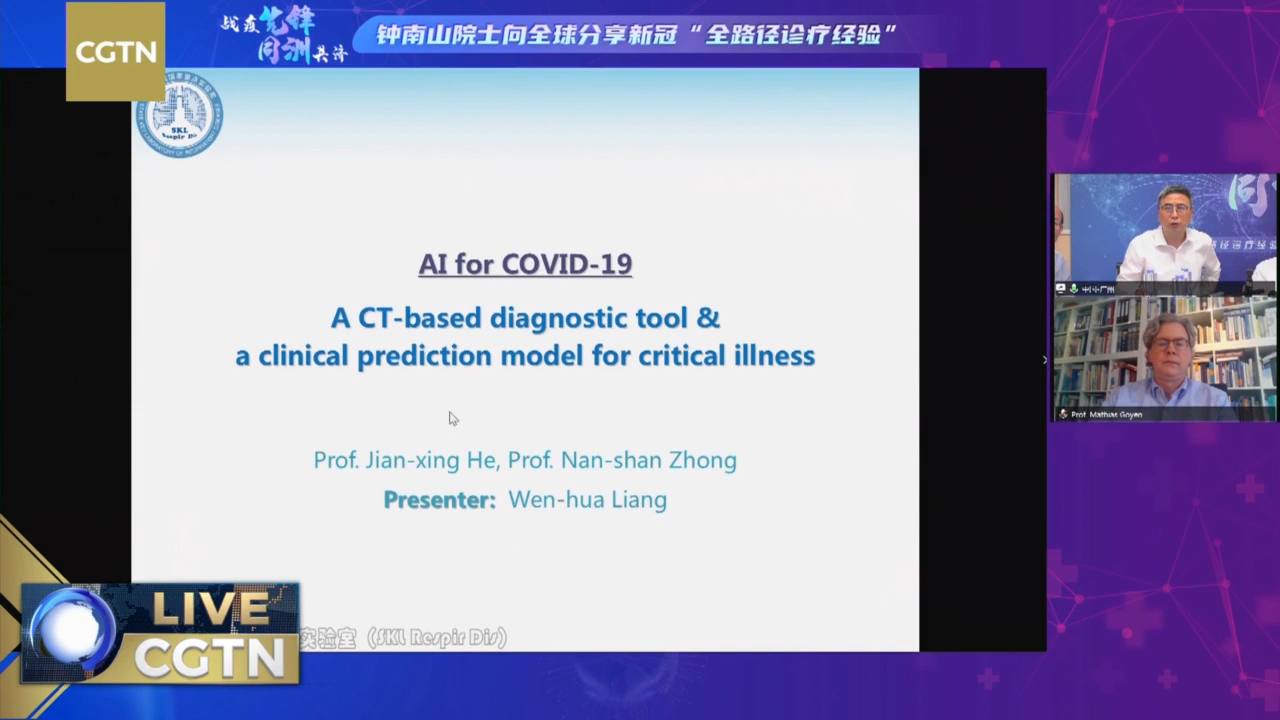 CGTN
战疫先锋
同洲共济
钟南山院士向全球分享新冠“全路径诊疗经验”
SKL
Respir Dis
AI for COVID-19
A CT-based diagnostic tool &
a clinical prediction model for critical illness
Prof. Jian-xing He, Prof. Nan-shan Zhong
Presenter: Wen-hua Liang
同
Prof. Mathias Goyen
实验室（SKL Respir Dis）
LIVE
CGTN